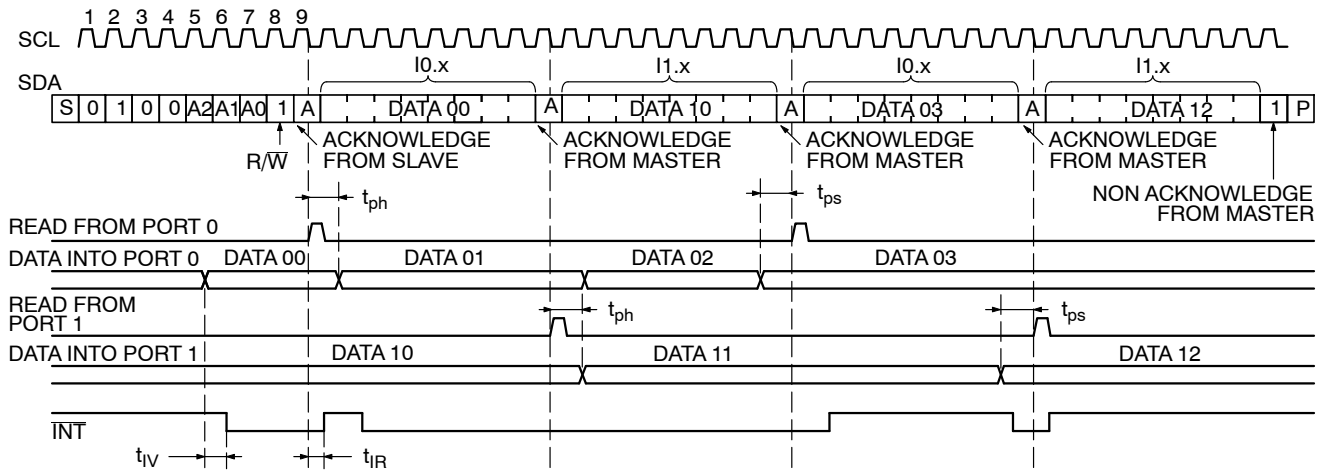 1 2 3 4 5 6 7 8 9
SCL
I0.x I1.x I0.x I1.x
SDA
S 0 1 0 0 A2 A1 A0 1 A DATA 00 A DATA 10 A DATA 03 A DATA 12 1 P
R/W
ACKNOWLEDGE FROM SLAVE
ACKNOWLEDGE FROM MASTER
ACKNOWLEDGE FROM MASTER
ACKNOWLEDGE FROM MASTER
NON ACKNOWLEDGE FROM MASTER
tph
tps
READ FROM PORT 0
DATA INTO PORT 0 DATA 00 DATA 01 DATA 02 DATA 03
READ FROM
PORT 1
tph
tps
DATA INTO PORT 1 DATA 10 DATA 11 DATA 12
INT
tIV
tIR